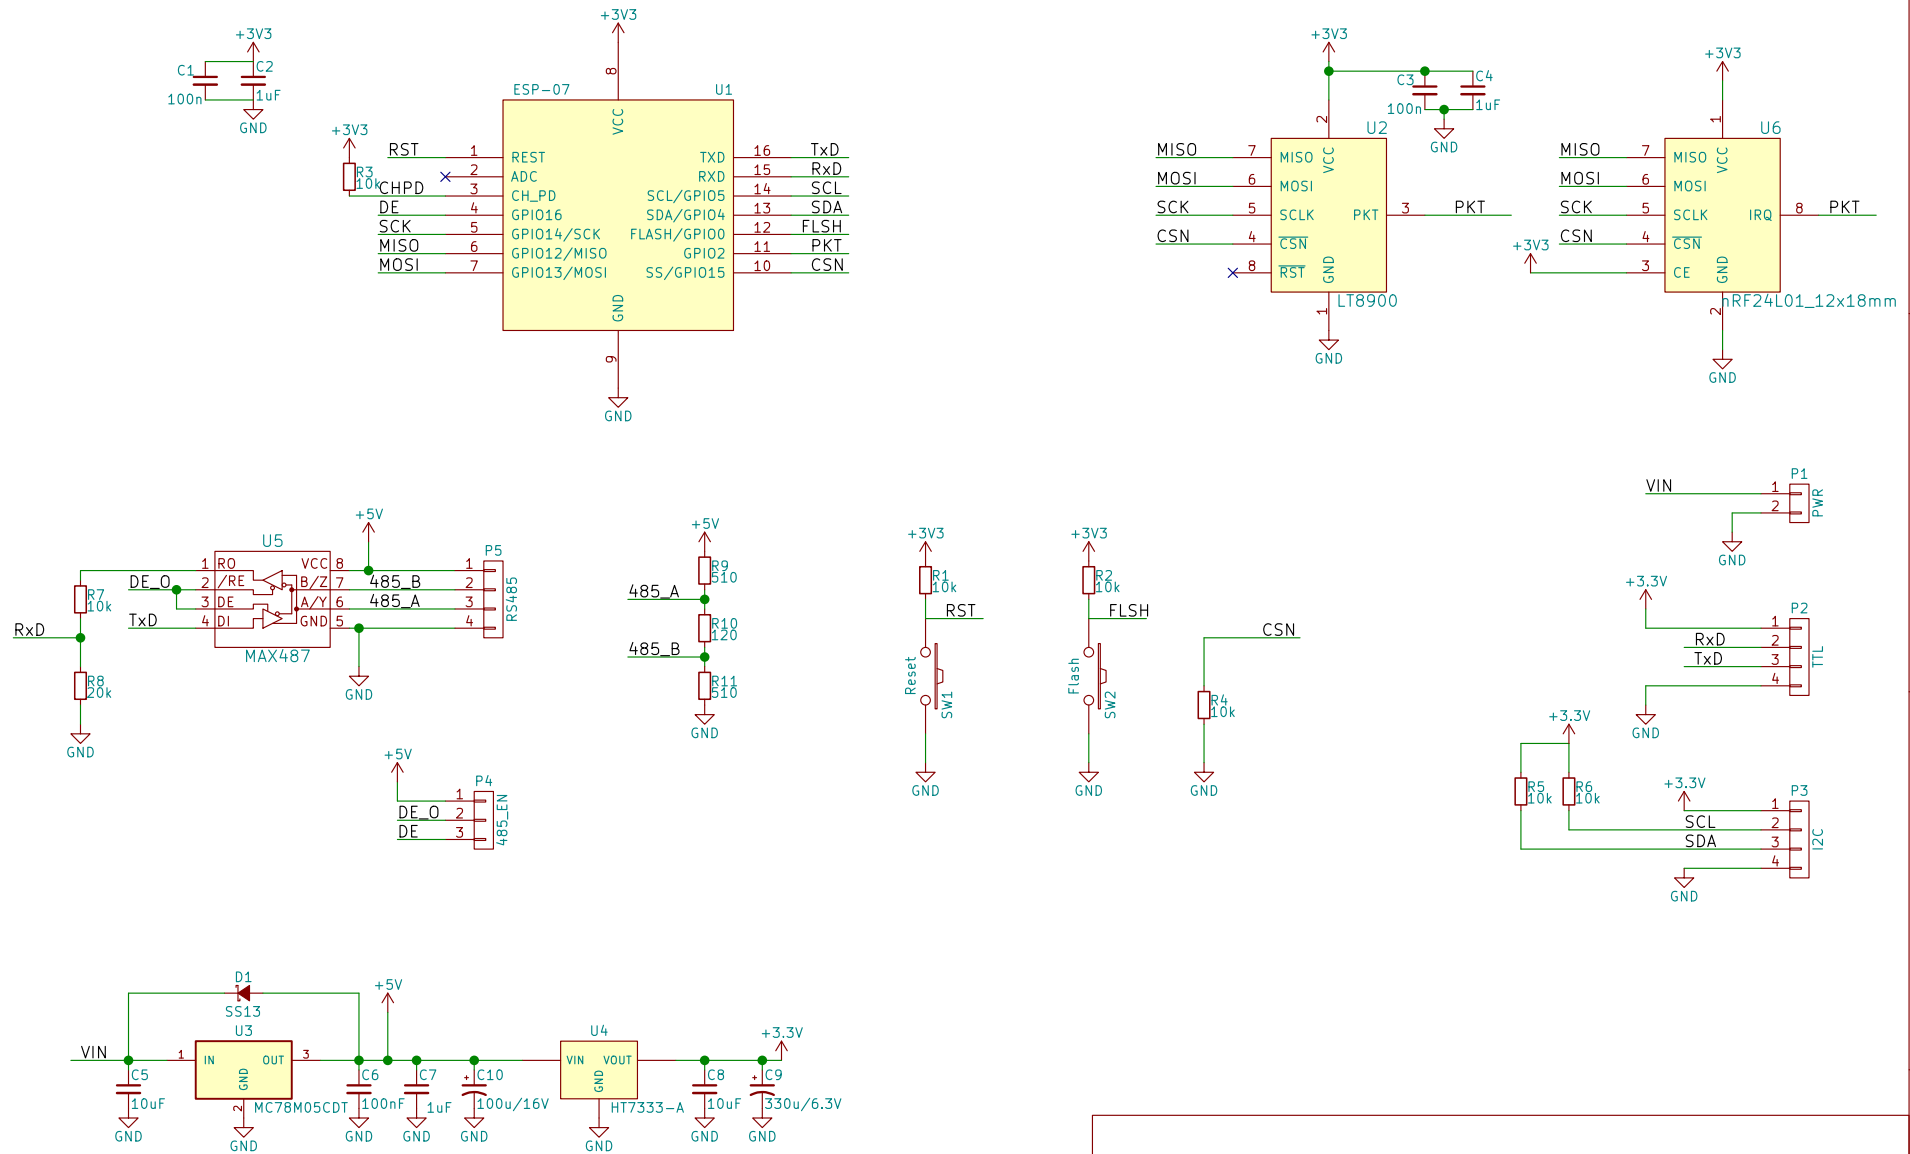 +3V3
C1
100n
C2
1uF
GND
+3V3
8
ESP-07
U1
VCC
+3V3
R3
10k
RST 1 REST
2 ADC
CHPD 3 CH_PD
DE 4 GPIO16
SCK 5 GPIO14/SCK
MISO 6 GPIO12/MISO
MOSI 7 GPIO13/MOSI
TXD 16 TxD
RXD 15 RxD
SCL/GPIO5 14 SCL
SDA/GPIO4 13 SDA
FLASH/GPIO0 12 FLSH
GPIO2 11 PKT
SS/GPIO15 10 CSN
GND
9
GND
+3V3
C3
100n
C4
1uF
GND
2
U2
VCC
MISO 7 MISO
MOSI 6 MOSI
SCK 5 SCLK
CSN 4 CSN
8 RST
PKT 3 PKT
GND
LT8900
1
GND
+3V3
1
U6
VCC
MISO 7 MISO
MOSI 6 MOSI
SCK 5 SCLK
CSN 4 CSN
+3V3
3 CE
IRQ 8 PKT
GND
nRF24L01_12x18mm
2
GND
+5V
U5
1 RO
DE_O 2 /RE
3 DE
TxD 4 DI
VCC 8
B/Z 7 485_B
A/Y 6 485_A
GND 5
MAX487
R7
10k
RxD
R8
20k
GND
GND
P5
1
2
3
4
RS485
+5V
R9
510
485_A
R10
120
485_B
R11
510
GND
+3V3
R1
10k
RST
Reset
SW1
GND
+3V3
R2
10k
FLSH
Flash
SW2
GND
CSN
R4
10k
GND
P1
VIN 1
2
PWR
GND
+3.3V
P2
1
RxD 2
TxD 3
4
TTL
GND
+3.3V
R5
10k
R6
10k
+3.3V
P3
1
SCL 2
SDA 3
4
I2C
GND
+5V
P4
1
DE_O 2
DE 3
485_EN
D1
SS13
U3
VIN
1 IN
OUT 3
GND
2
MC78M05CDT
GND
C5
10uF
GND
+5V
C6
100nF
GND
C7
1uF
GND
+
C10
100u/16V
GND
U4
VIN VOUT
GND
HT7333-A
GND
C8
10uF
GND
+3.3V
+
C9
330u/6.3V
GND